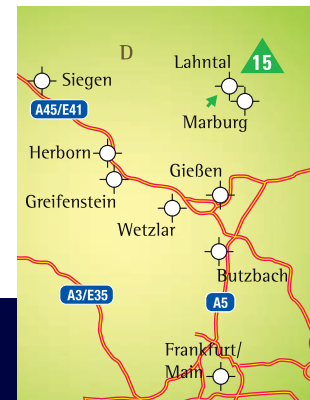 D
Lahntal
15
Siegen
A45/E41
Marburg
Herborn
Gießen
Greifenstein
Wetzlar
Butzbach
A3/E35
A5
Frankfurt/
Main